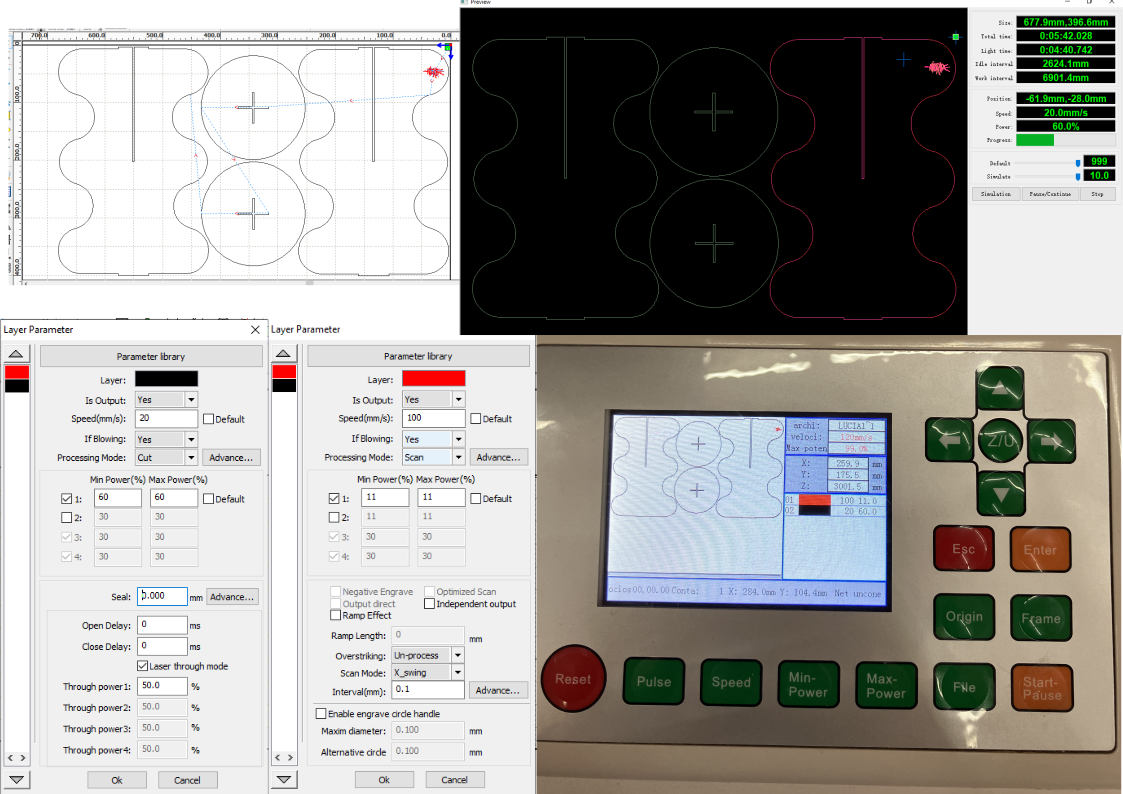 Preview
700.0 600.0 500.0 400.0 300.0 200.0 100.0 0.0
0
100.0
200.0
300.0
400.0
Size: 677.9mm,396.6mm
Total time: 0:05:42.028
Light time: 0:04:40.742
Idle interval 2624.1mm
Work interval 6901.4mm
Position: -61.9mm,-28.0mm
Speed: 20.0mm/s
Power: 60.0%
Progress:
Default 999
Simulate 10.0
Simulation Pause/Continue Stop
Layer Parameter
Parameter library
Layer:
Is Output: Yes
Speed(mm/s): 20 Default
If Blowing: Yes
Processing Mode: Cut Advance...
Min Power(%) Max Power(%)
1: 60 60 Default
2: 30 30
3: 30 30
4: 30 30
Seal: 0.000 mm Advance...
Open Delay: 0 ms
Close Delay: 0 ms
Laser through mode
Through power1: 50.0 %
Through power2: 50.0 %
Through power3: 50.0 %
Through power4: 50.0 %
Ok Cancel
Layer Parameter
Parameter library
Layer:
Is Output: Yes
Speed(mm/s): 100 Default
If Blowing: Yes
Processing Mode: Scan Advance...
Min Power(%) Max Power(%)
1: 11 11 Default
2: 11 11
3: 30 30
4: 30 30
Negative Engrave Optimized Scan
Output direct Independent output
Ramp Effect
Ramp Length: 0 mm
Overstriking: Un-process
Scan Mode: X_swing
Interval(mm): 0.1 Advance...
Enable engrave circle handle
Maxim diameter: 0.100 mm
Alternative circle 0.100 mm
Ok Cancel
archi: LUCIAI~1
veloci: 120mm/s
Max poten 99.0%
X: 259.9 mm
Y: 175.5 mm
Z: 3001.5 mm
01 100 11.0
02 20 60.0
00.00.00 Conta: 1 X: 284.0mm Y: 104.4mm Net uncone
Z/U
Esc Enter
Origin Frame
Reset Pulse Speed Min-Power Max-Power File Start-Pause